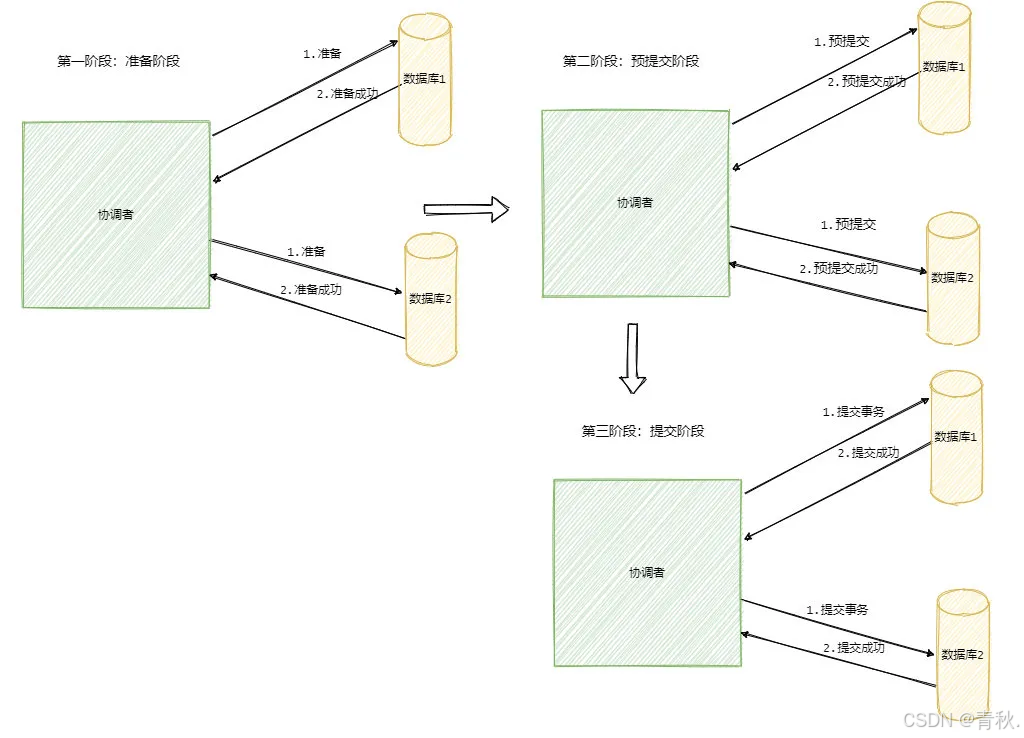 第一阶段：准备阶段
1.准备
数据库1
2.准备成功
协调者
1.准备
2.准备成功
数据库2
第二阶段：预提交阶段
1.预提交
数据库1
2.预提交成功
协调者
1.预提交
2.预提交成功
数据库2
第三阶段：提交阶段
1.提交事务
数据库1
2.提交成功
协调者
1.提交事务
2.提交成功
数据库2
CSDN @青秋.